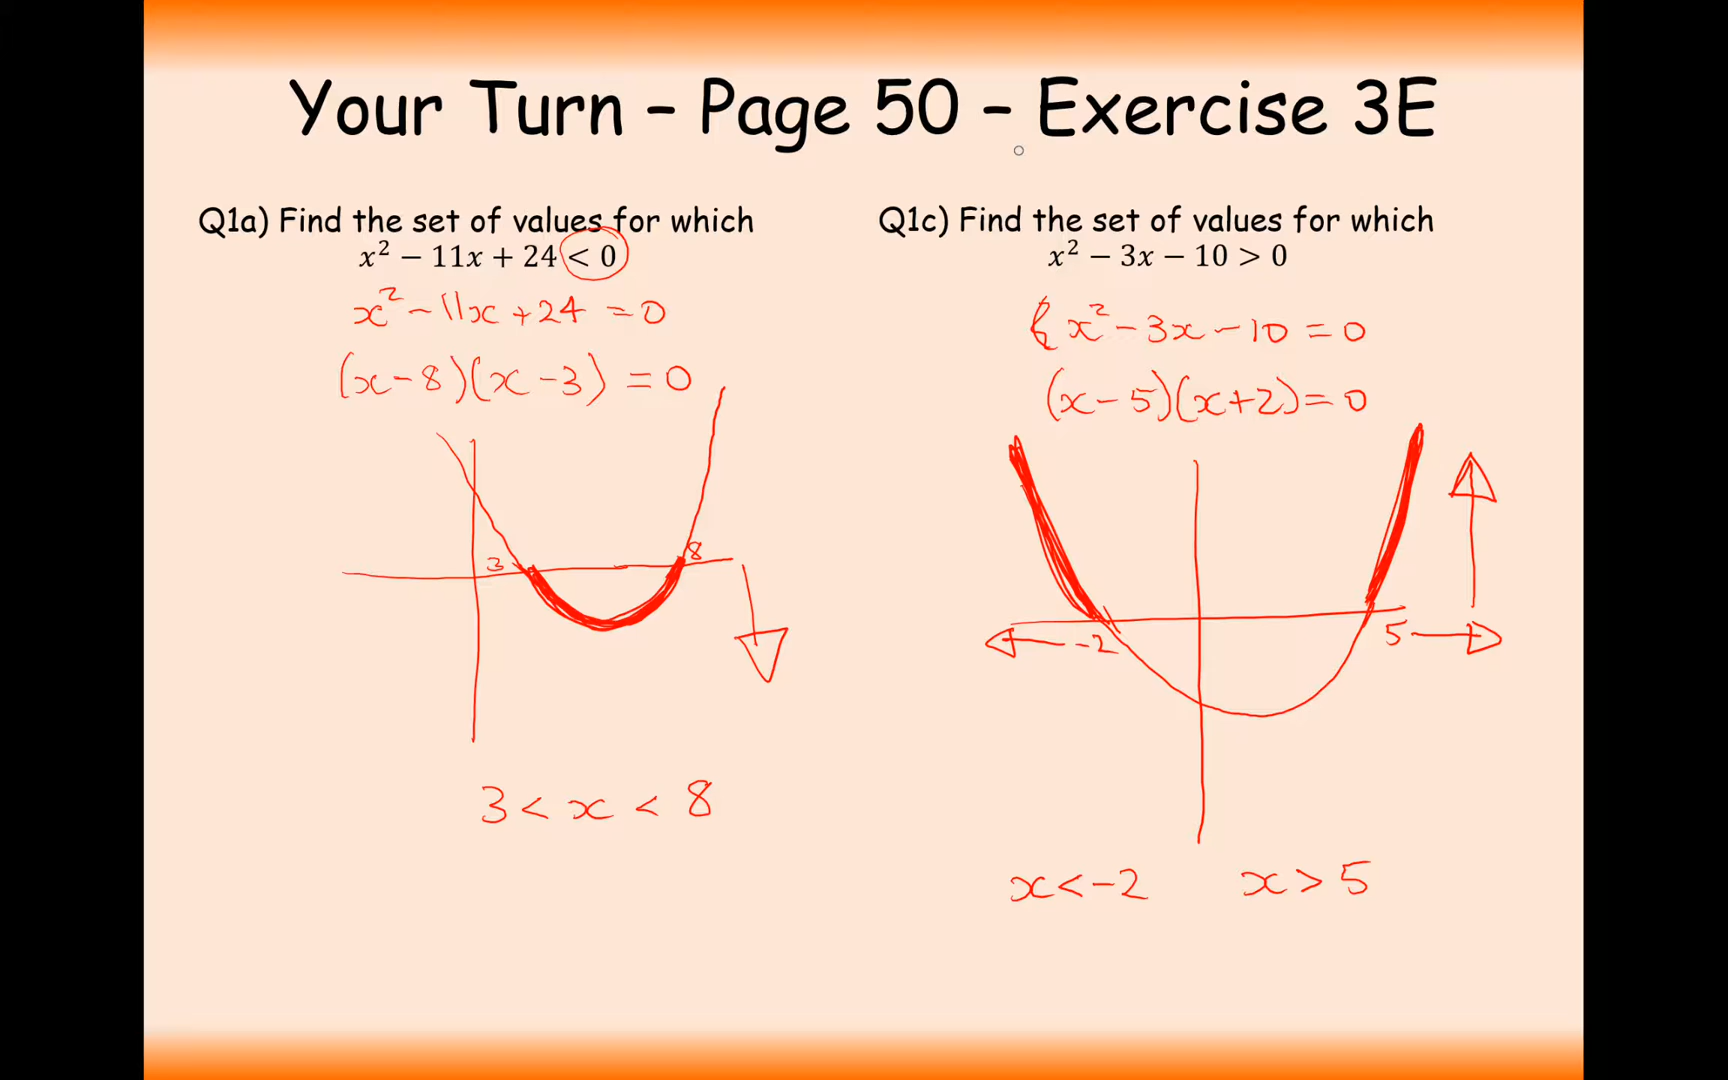 Your Turn – Page 50 – Exercise 3E
Q1a) Find the set of values for which
x² − 11x + 24 < 0
x² − 11x + 24 = 0
(x − 8)(x − 3) = 0
3
8
3 < x < 8
Q1c) Find the set of values for which
x² − 3x − 10 > 0
x² − 3x − 10 = 0
(x − 5)(x + 2) = 0
-2
5
x < −2 x > 5